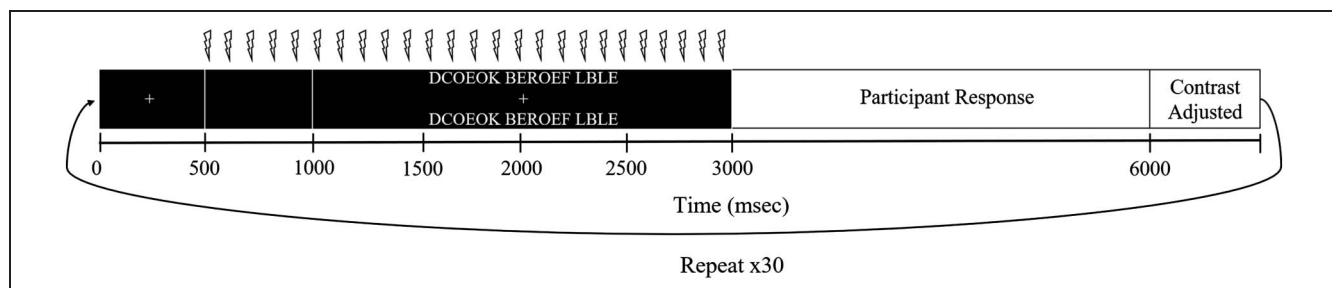 DCOEOK BEROEF LBLE
+ +
DCOEOK BEROEF LBLE
Participant Response
Contrast
Adjusted
0 500 1000 1500 2000 2500 3000 6000
Time (msec)
Repeat x30